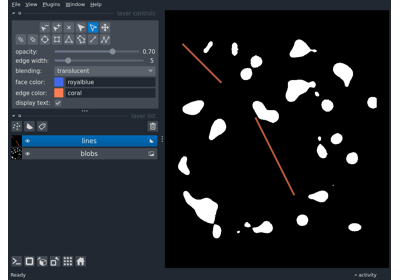 File View Plugins Window Help
layer controls
opacity: 0.70
edge width: 5
blending: translucent
face color: royalblue
edge color: coral
display text:
layer list
lines
blobs
Ready
activity